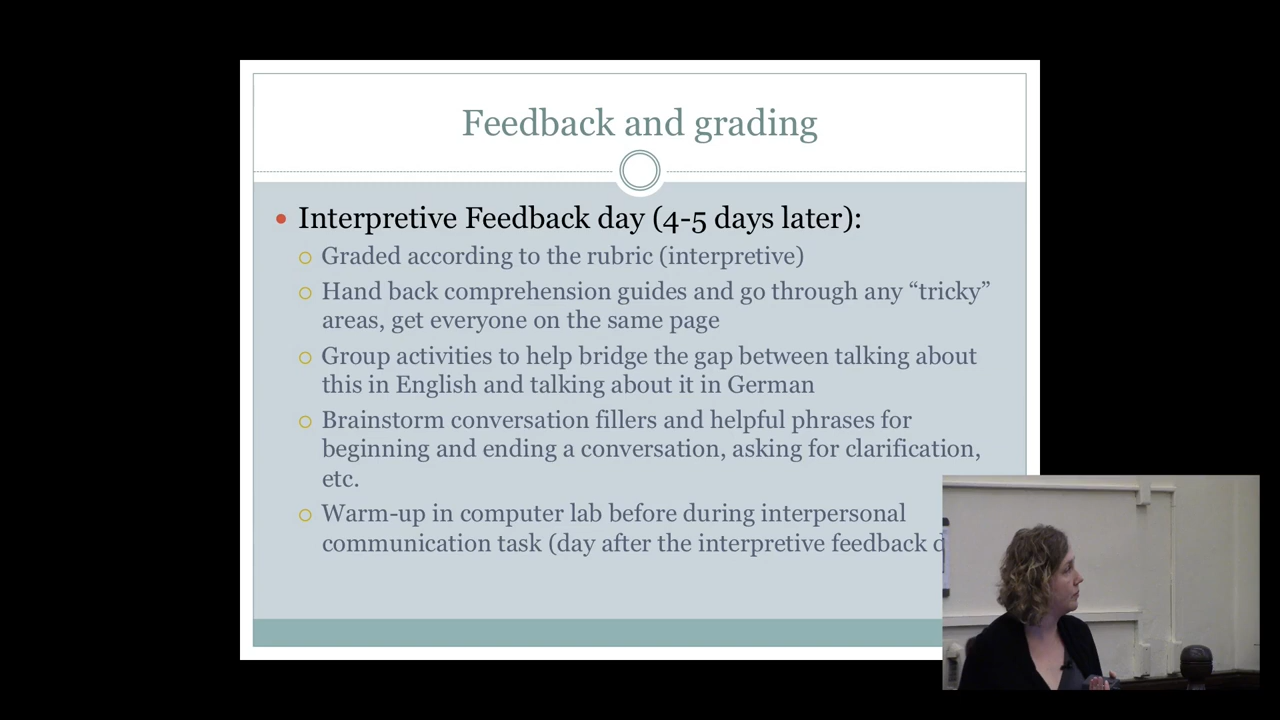 Feedback and grading
Interpretive Feedback day (4-5 days later):
Graded according to the rubric (interpretive)
Hand back comprehension guides and go through any “tricky”
areas, get everyone on the same page
Group activities to help bridge the gap between talking about
this in English and talking about it in German
Brainstorm conversation fillers and helpful phrases for
beginning and ending a conversation, asking for clarification,
etc.
Warm-up in computer lab before during interpersonal
communication task (day after the interpretive feedback